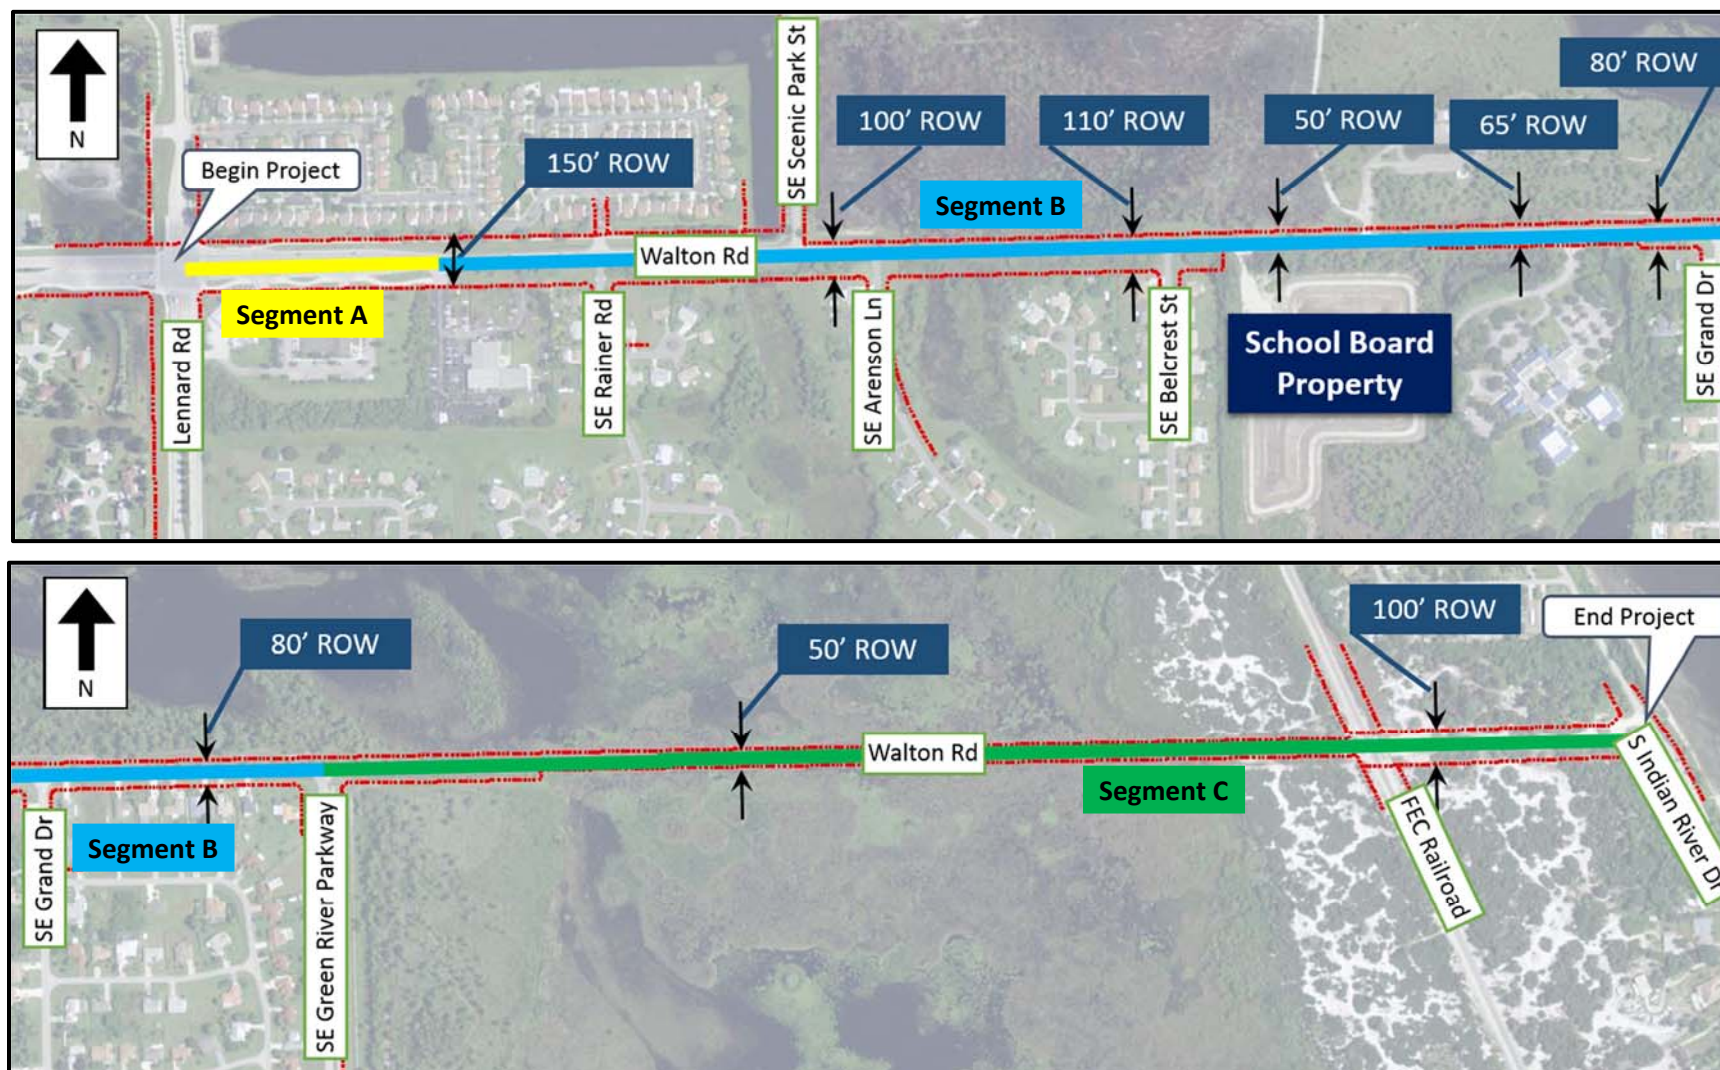 N
Begin Project
150' ROW
SE Scenic Park St
100' ROW
110' ROW
50' ROW
65' ROW
80' ROW
Segment B
Walton Rd
Segment A
Lennard Rd
SE Rainer Rd
SE Arenson Ln
SE Belcrest St
School Board
Property
SE Grand Dr
N
80' ROW
50' ROW
100' ROW
End Project
Walton Rd
Segment C
Segment B
SE Grand Dr
SE Green River Parkway
FEC Railroad
S Indian River Dr